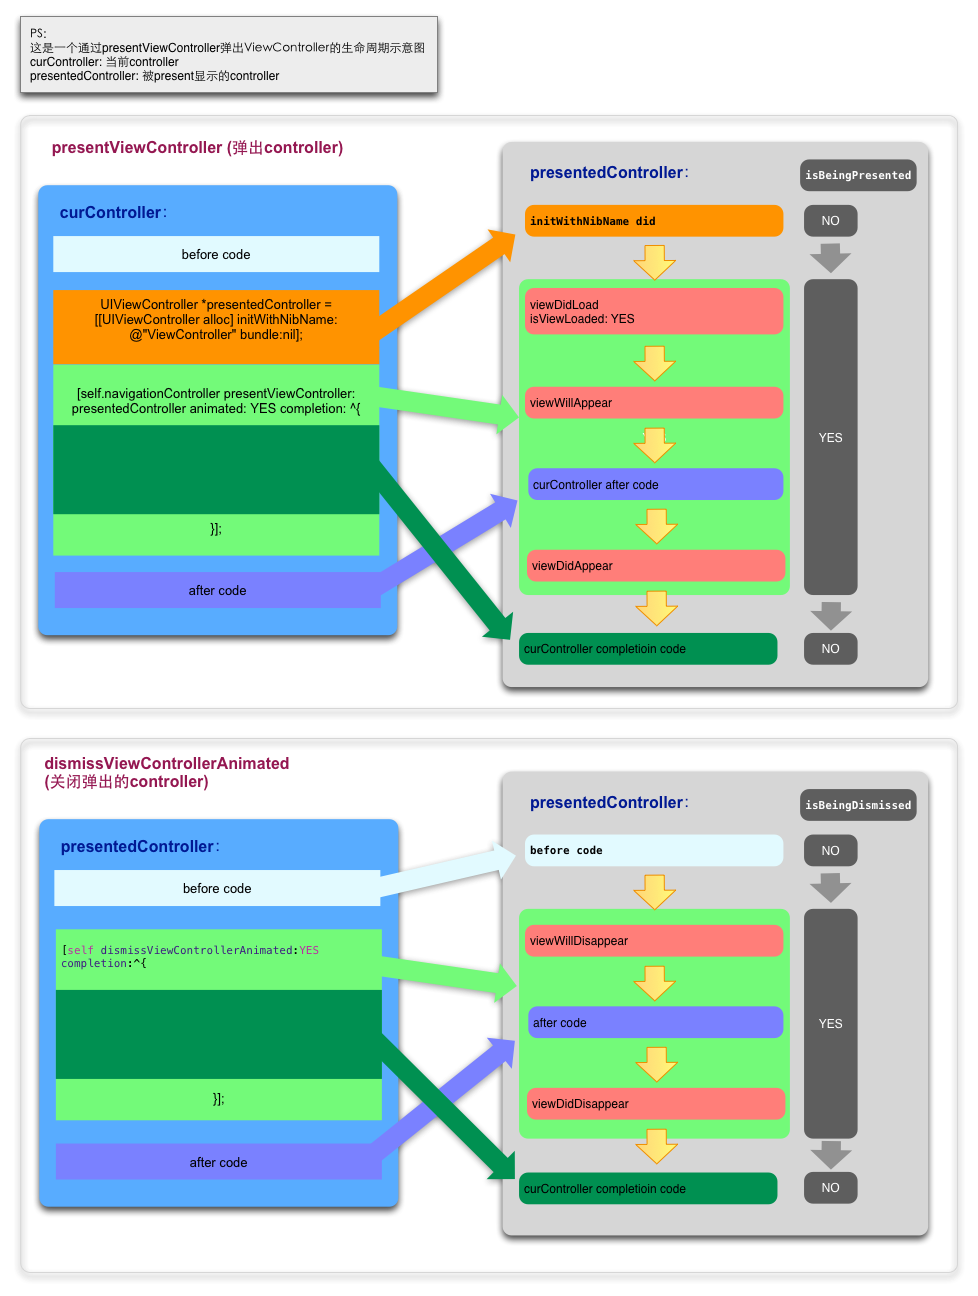 PS:
这是一个通过presentViewController弹出ViewController的生命周期示意图
curController: 当前controller
presentedController: 被present显示的controller
presentViewController (弹出controller)
curController:
before code
UIViewController *presentedController =
[[UIViewController alloc] initWithNibName:
@"ViewController" bundle:nil];
[self.navigationController presentViewController:
presentedController animated: YES completion: ^{
}];
after code
presentedController:
isBeingPresented
initWithNibName did
NO
viewDidLoad
isViewLoaded: YES
viewWillAppear
YES
curController after code
viewDidAppear
curController completioin code
NO
dismissViewControllerAnimated
(关闭弹出的controller)
presentedController:
before code
[self dismissViewControllerAnimated:YES
completion:^{
}];
after code
presentedController:
isBeingDismissed
before code
NO
viewWillDisappear
after code
YES
viewDidDisappear
curController completioin code
NO